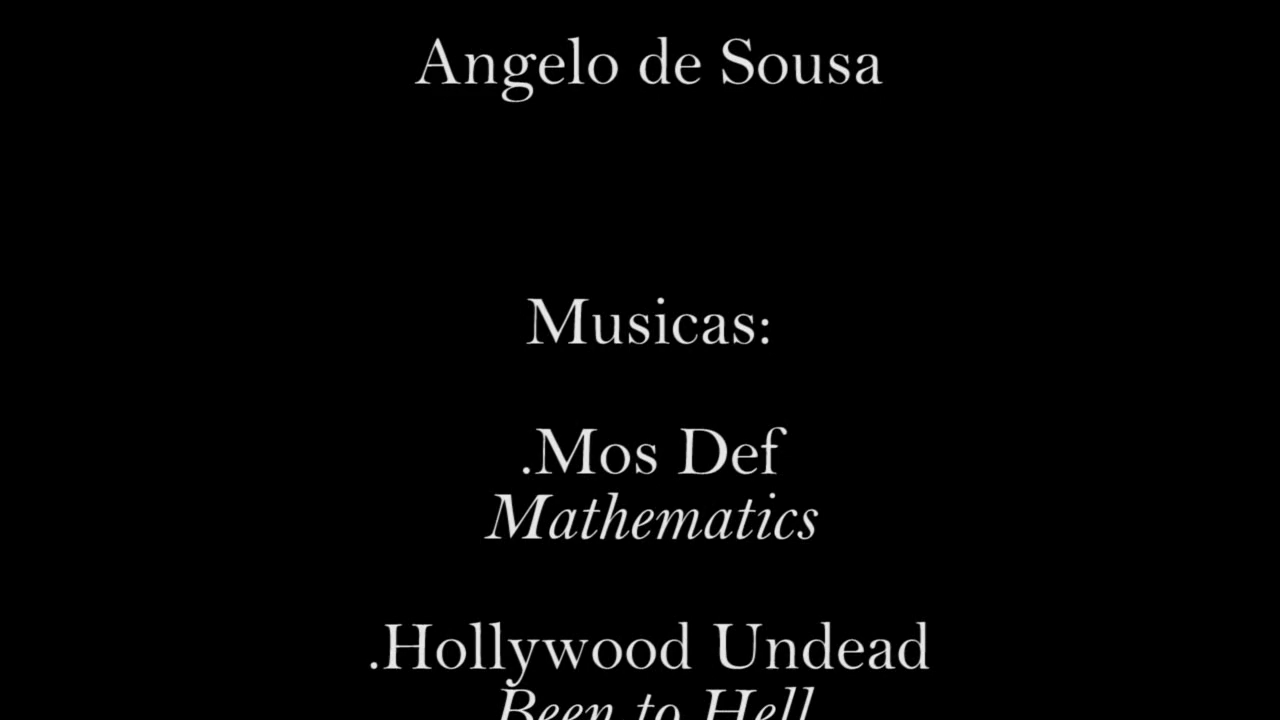 Angelo de Sousa
Musicas:
.Mos Def
Mathematics
.Hollywood Undead
Been to Hell